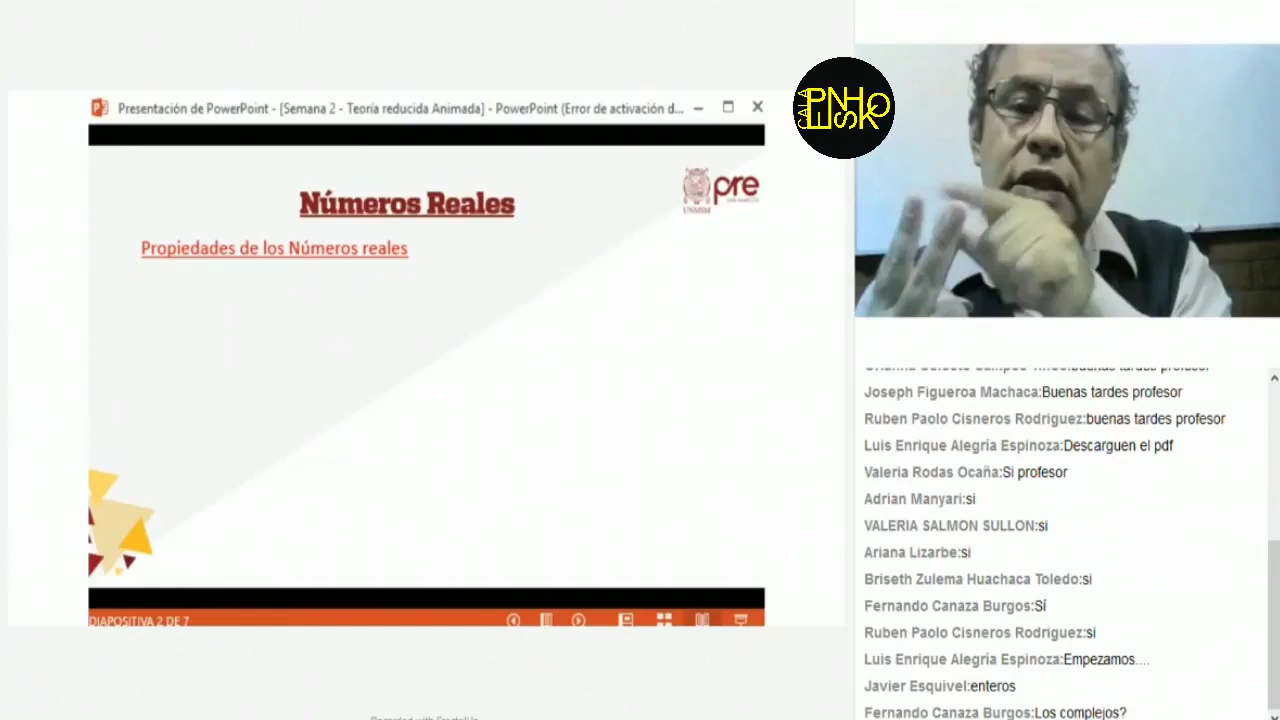 Presentación de PowerPoint - [Semana 2 - Teoría reducida Animada] - PowerPoint (Error de activación d...
Números Reales
pre
UNMSM
Propiedades de los Números reales
DIAPOSITIVA 2 DE 7
Joseph Figueroa Machaca:Buenas tardes profesor
Ruben Paolo Cisneros Rodriguez:buenas tardes profesor
Luis Enrique Alegría Espinoza:Descarguen el pdf
Valeria Rodas Ocaña:Si profesor
Adrian Manyari:si
VALERIA SALMON SULLON:si
Ariana Lizarbe:si
Briseth Zulema Huachaca Toledo:si
Fernando Canaza Burgos:Sí
Ruben Paolo Cisneros Rodriguez:si
Luis Enrique Alegría Espinoza:Empezamos....
Javier Esquivel:enteros
Fernando Canaza Burgos:Los complejos?